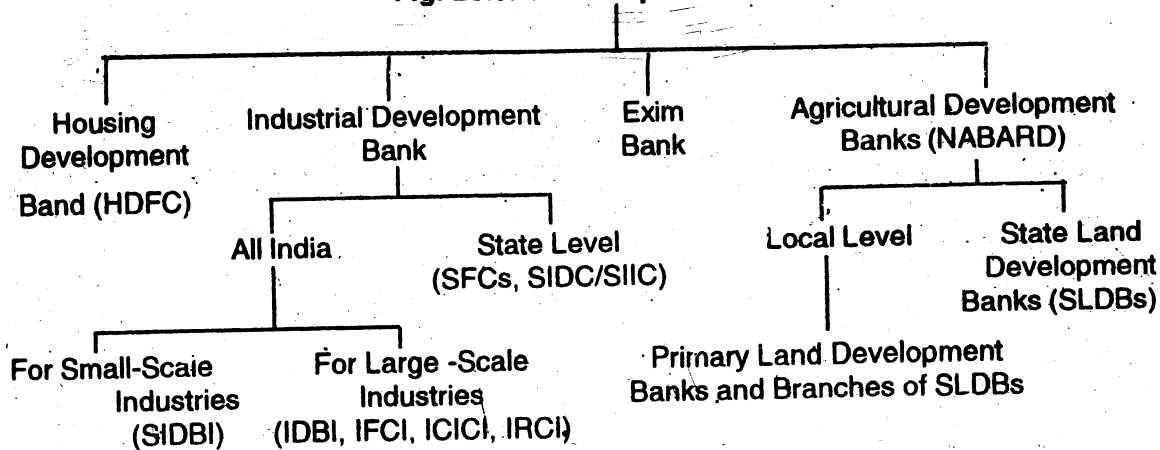 Housing
Development
Band (HDFC)
Industrial Development
Bank
Exim
Bank
Agricultural Development
Banks (NABARD)
All India
State Level
(SFCs, SIDC/SIIC)
Local Level
State Land
Development
Banks (SLDBs)
For Small-Scale
Industries
(SIDBI)
For Large -Scale
Industries
(IDBI, IFCI, ICICI, IRCI)
Primary Land Development
Banks and Branches of SLDBs